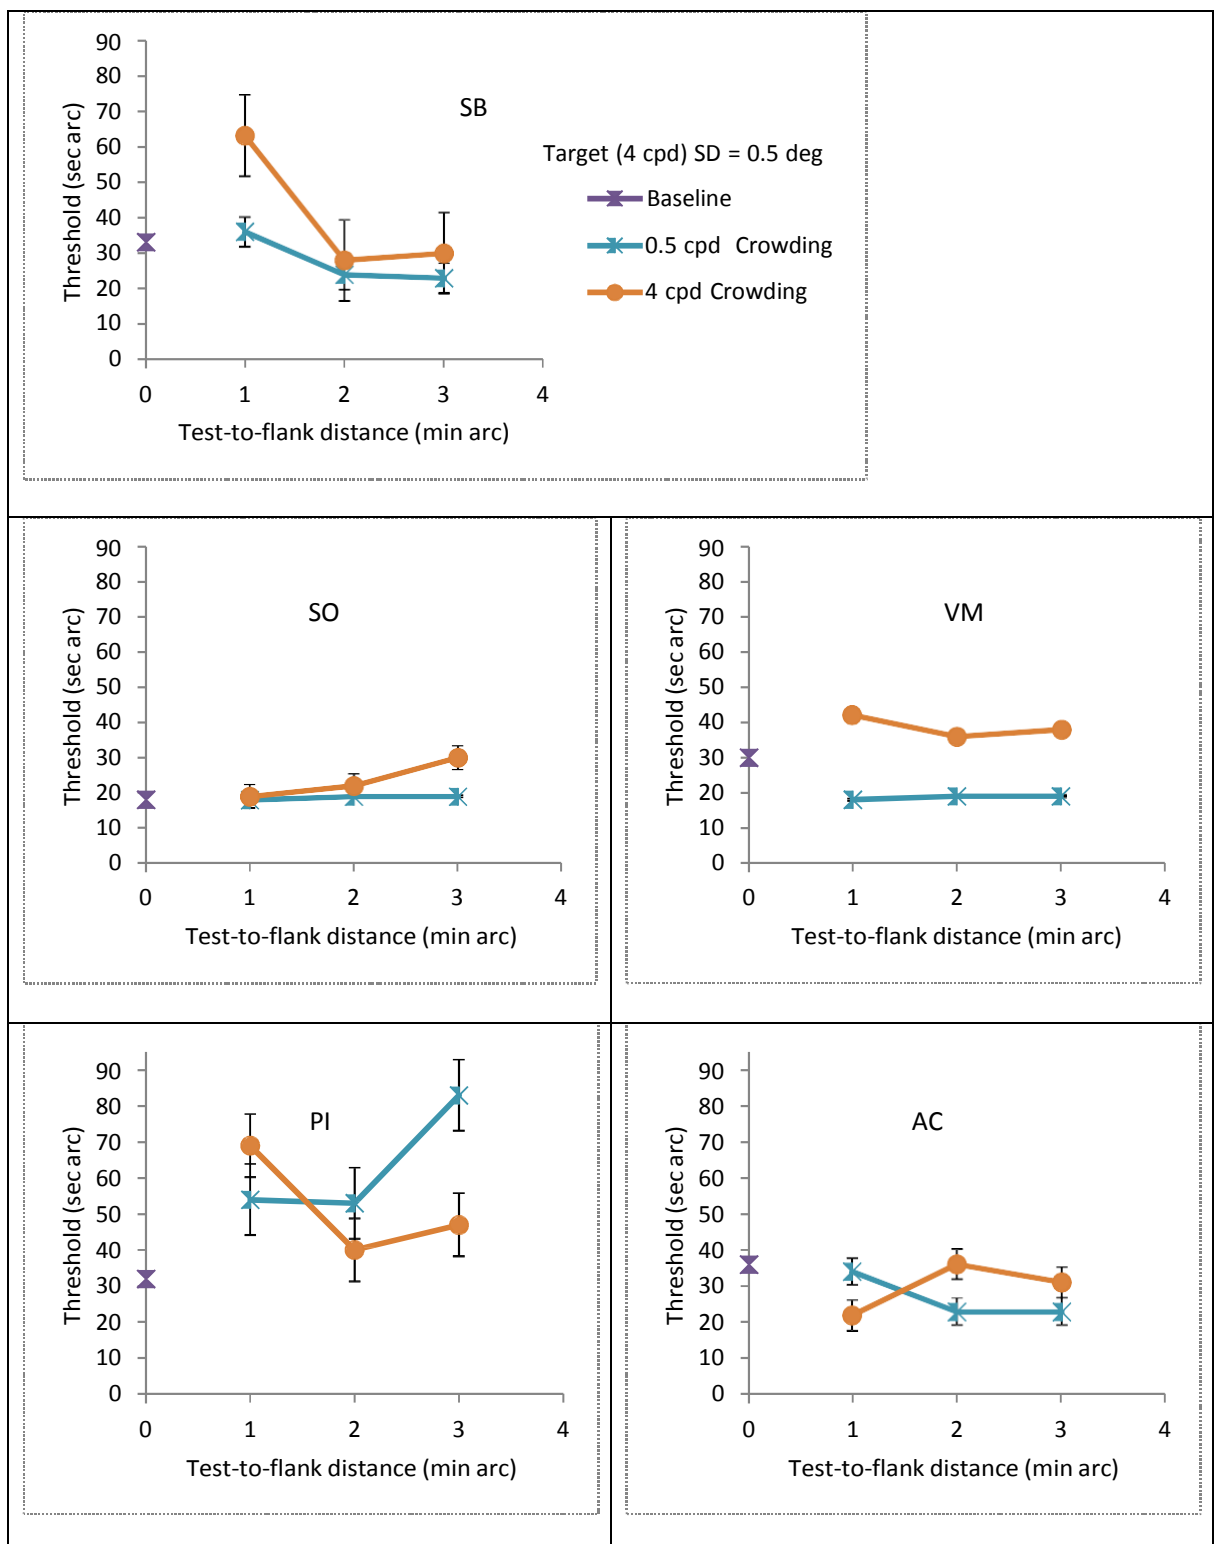 90
80
70
60
50
40
30
20
10
0
Threshold (sec arc)
SB
Target (4 cpd) SD = 0.5 deg
Baseline
0.5 cpd Crowding
4 cpd Crowding
0 1 2 3 4
Test-to-flank distance (min arc)
90
80
70
60
50
40
30
20
10
0
Threshold (sec arc)
SO
0 1 2 3 4
Test-to-flank distance (min arc)
90
80
70
60
50
40
30
20
10
0
Threshold (sec arc)
VM
0 1 2 3 4
Test-to-flank distance (min arc)
90
80
70
60
50
40
30
20
10
0
Threshold (sec arc)
PI
0 1 2 3 4
Test-to-flank distance (min arc)
90
80
70
60
50
40
30
20
10
0
Threshold (sec arc)
AC
0 1 2 3 4
Test-to-flank distance (min arc)